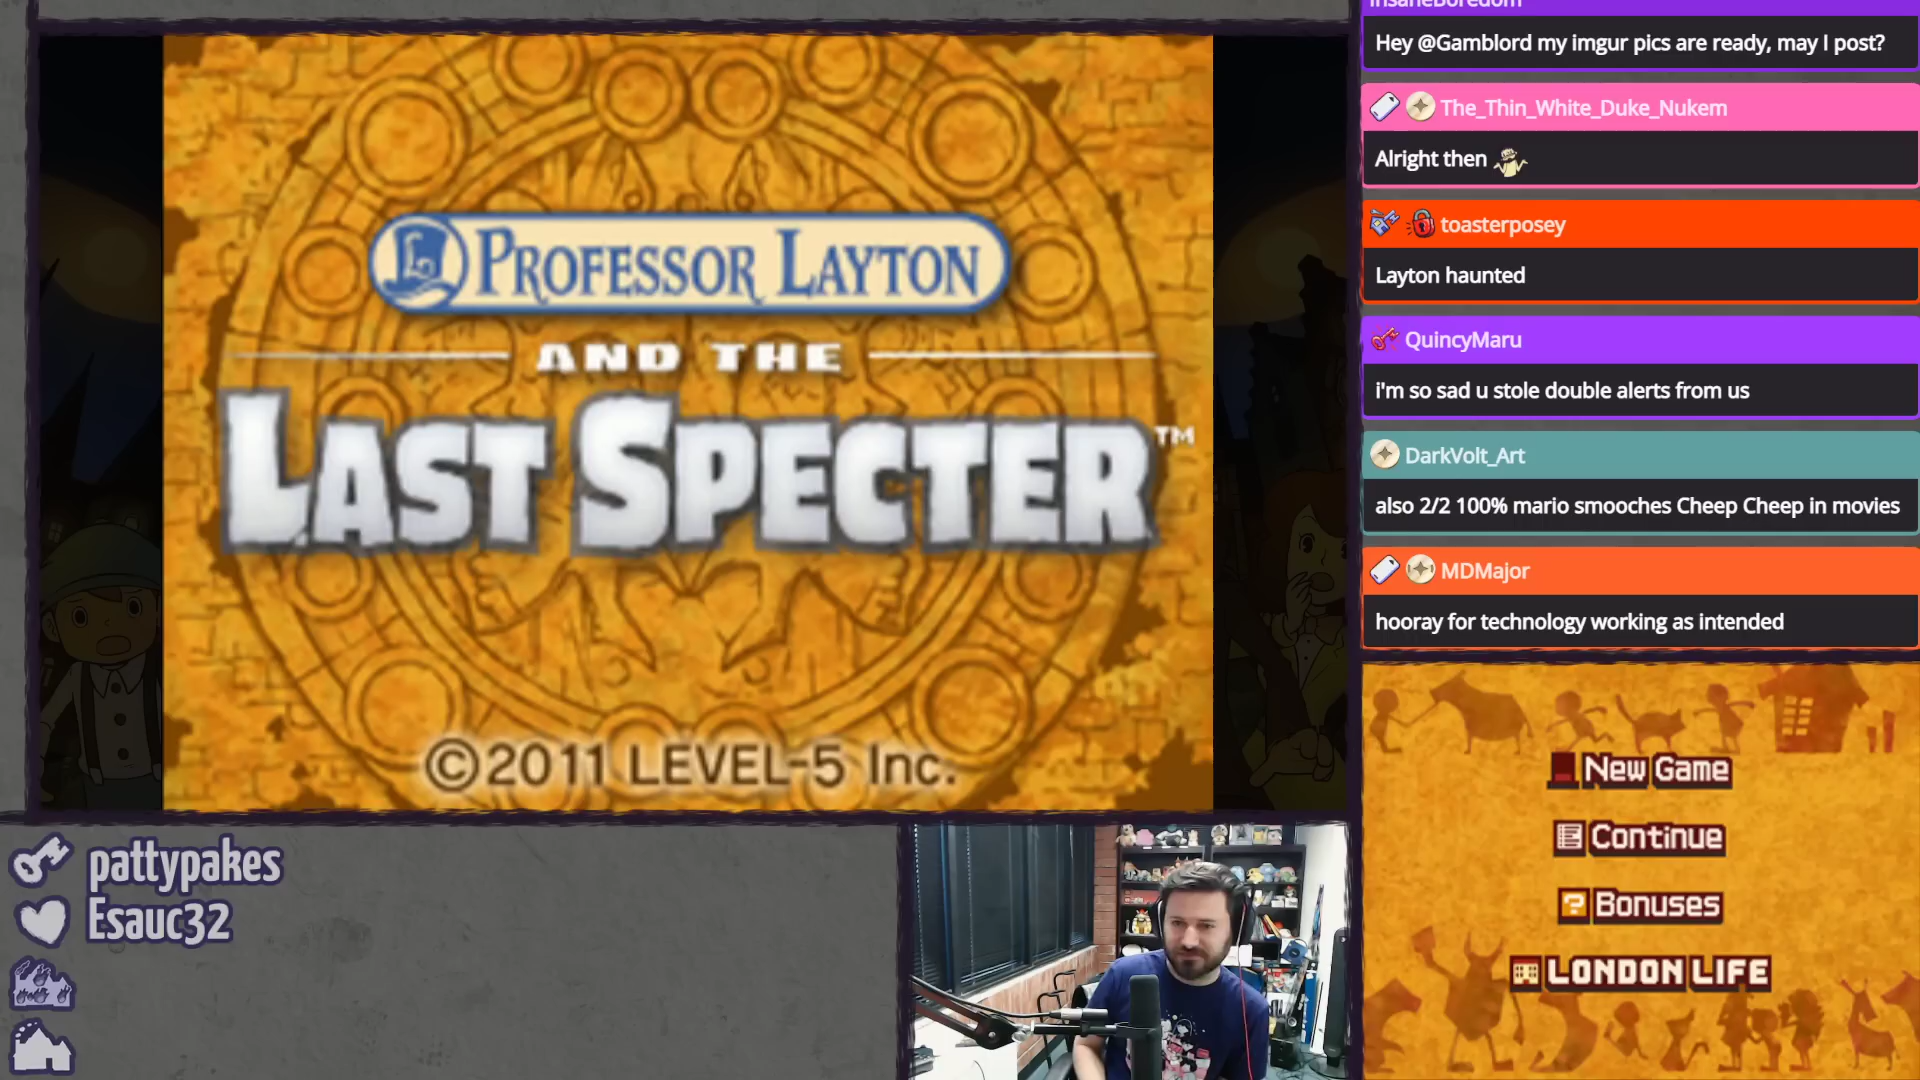 PROFESSOR LAYTON
AND THE
LAST SPECTER™
©2011 LEVEL-5 Inc.
InsaneBoredom
Hey @Gamblord my imgur pics are ready, may I post?
The_Thin_White_Duke_Nukem
Alright then
toasterposey
Layton haunted
QuincyMaru
i'm so sad u stole double alerts from us
DarkVolt_Art
also 2/2 100% mario smooches Cheep Cheep in movies
MDMajor
hooray for technology working as intended
New Game
Continue
? Bonuses
LONDON LIFE
pattypakes
Esauc32